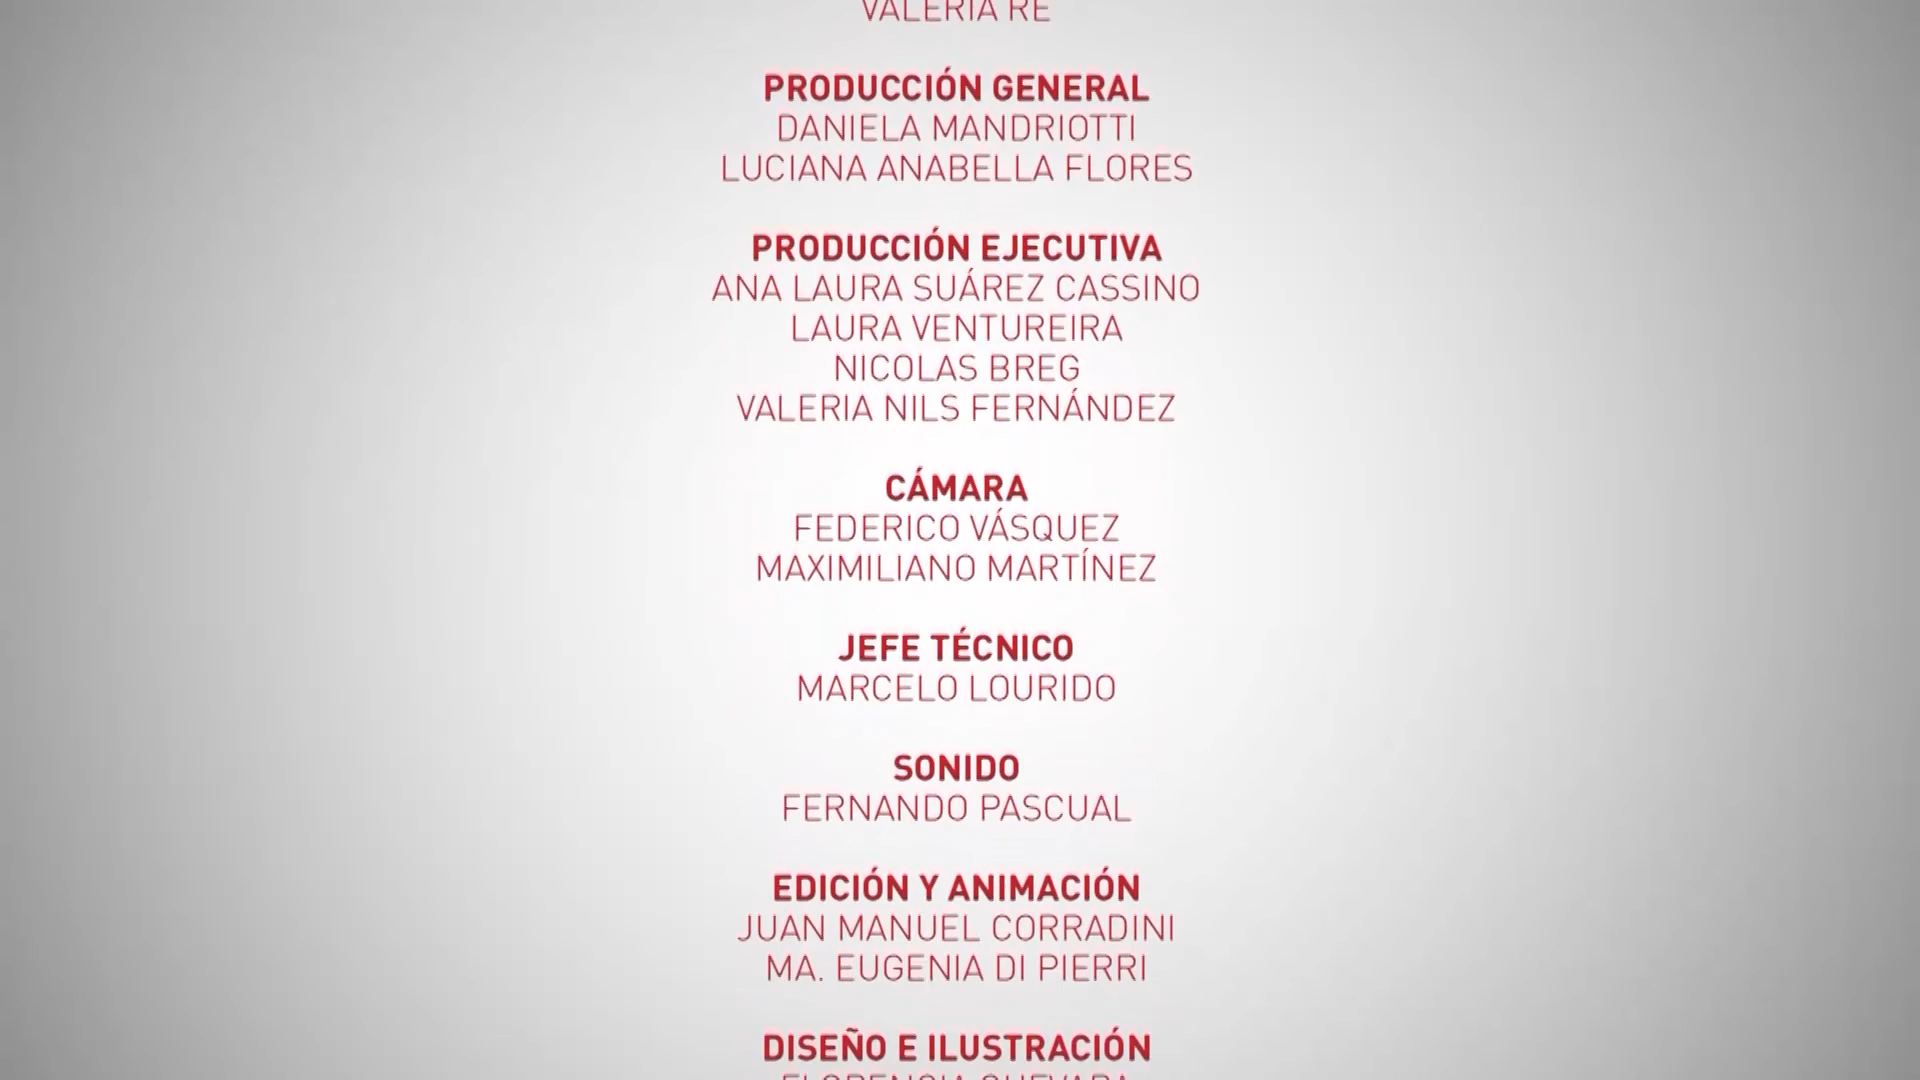 VALERIA RE
PRODUCCIÓN GENERAL
DANIELA MANDRIOTTI
LUCIANA ANABELLA FLORES
PRODUCCIÓN EJECUTIVA
ANA LAURA SUÁREZ CASSINO
LAURA VENTUREIRA
NICOLAS BREG
VALERIA NILS FERNÁNDEZ
CÁMARA
FEDERICO VÁSQUEZ
MAXIMILIANO MARTÍNEZ
JEFE TÉCNICO
MARCELO LOURIDO
SONIDO
FERNANDO PASCUAL
EDICIÓN Y ANIMACIÓN
JUAN MANUEL CORRADINI
MA. EUGENIA DI PIERRI
DISEÑO E ILUSTRACIÓN